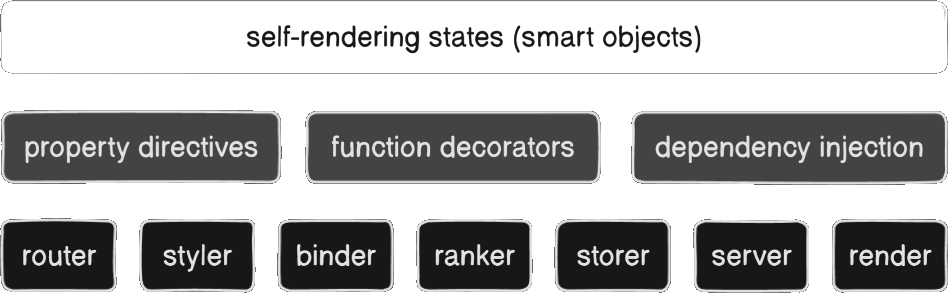 self-rendering states (smart objects)
property directives
function decorators
dependency injection
router
styler
binder
ranker
storer
server
render